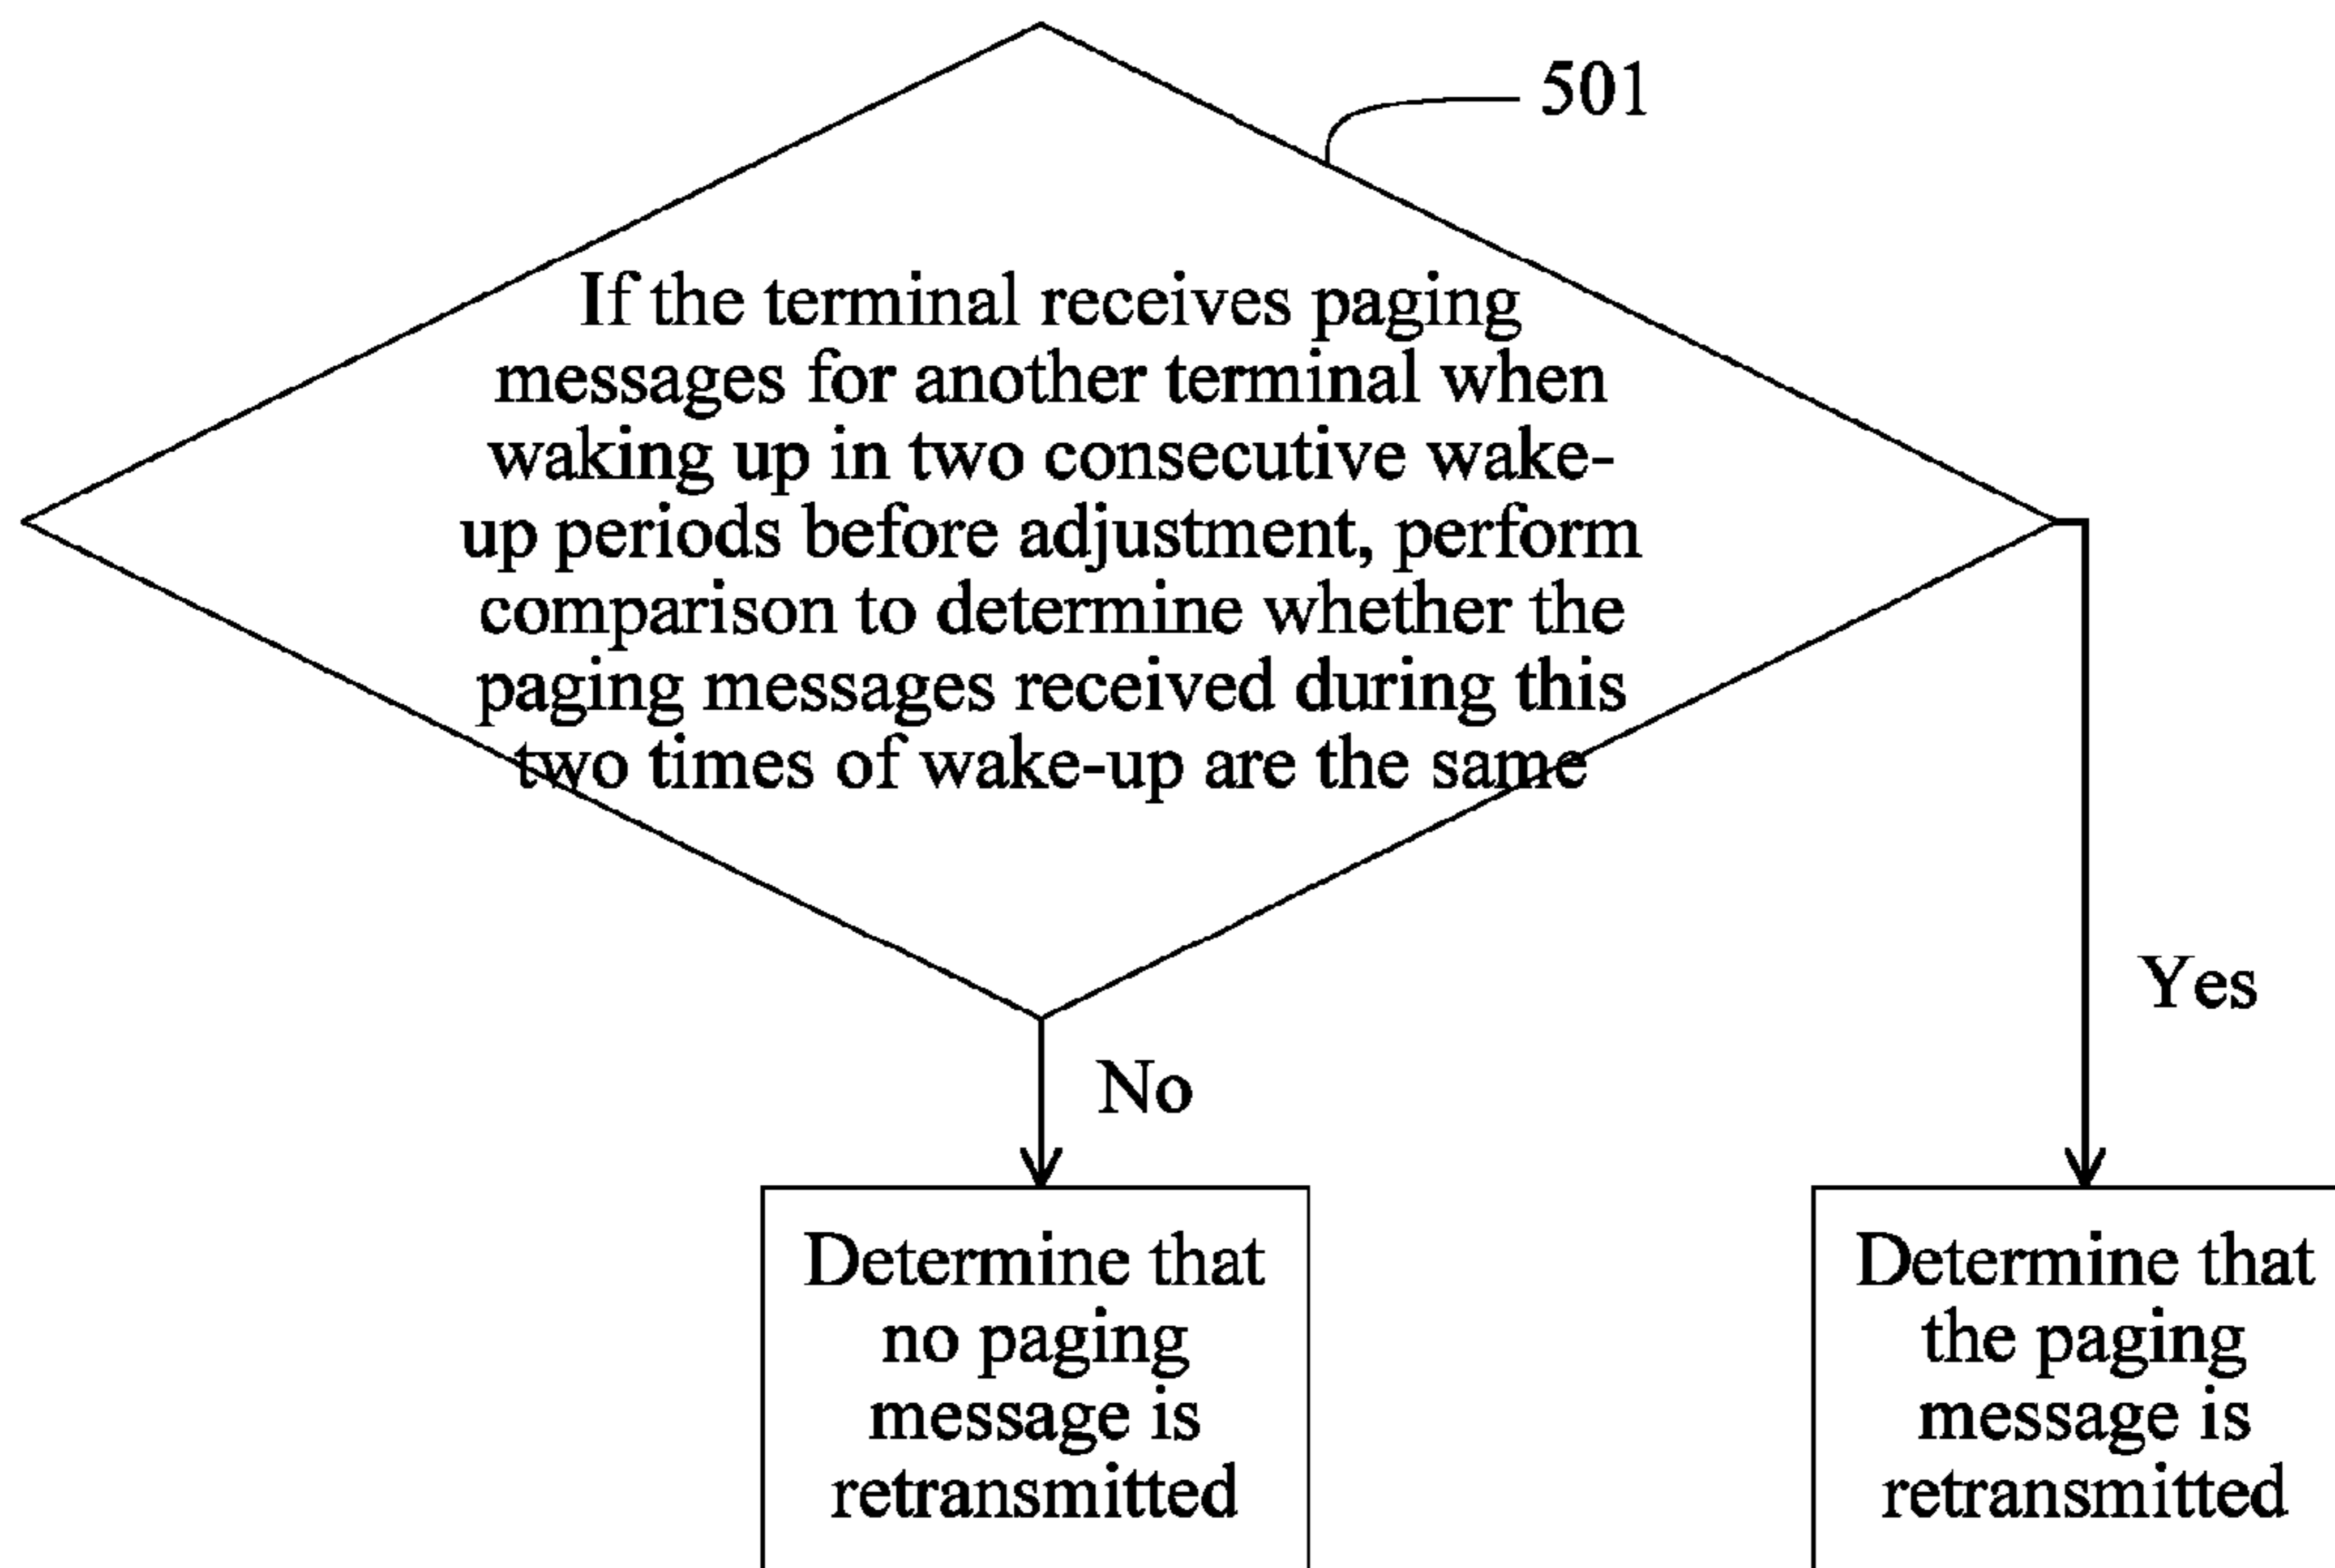 501
If the terminal receives paging
messages for another terminal when
waking up in two consecutive wake-
up periods before adjustment, perform
comparison to determine whether the
paging messages received during this
two times of wake-up are the same
Yes
No
Determine that
no paging
message is
retransmitted
Determine that
the paging
message is
retransmitted